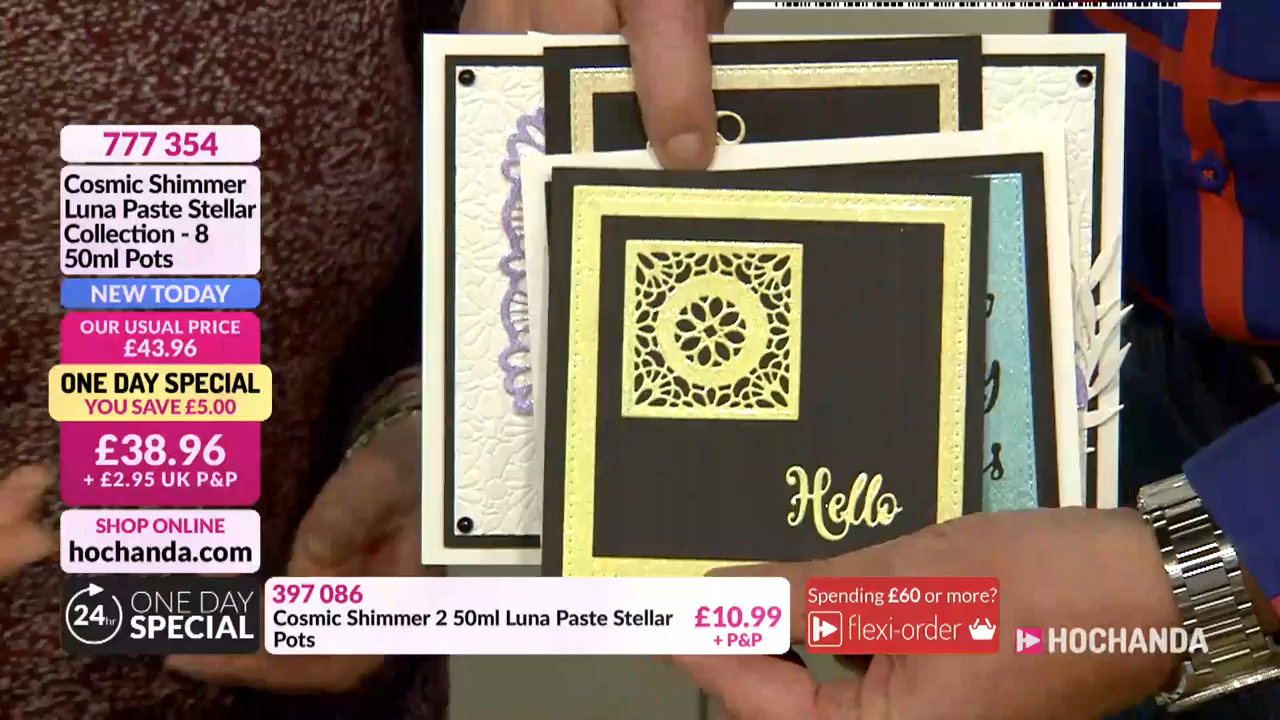 777 354
Cosmic Shimmer
Luna Paste Stellar
Collection - 8
50ml Pots
NEW TODAY
OUR USUAL PRICE
£43.96
ONE DAY SPECIAL
YOU SAVE £5.00
£38.96
+ £2.95 UK P&P
SHOP ONLINE
hochanda.com
Hello
24hr
ONE DAY
SPECIAL
397 086
Cosmic Shimmer 2 50ml Luna Paste Stellar
Pots
£10.99
+ P&P
Spending £60 or more?
flexi-order
HOCHANDA